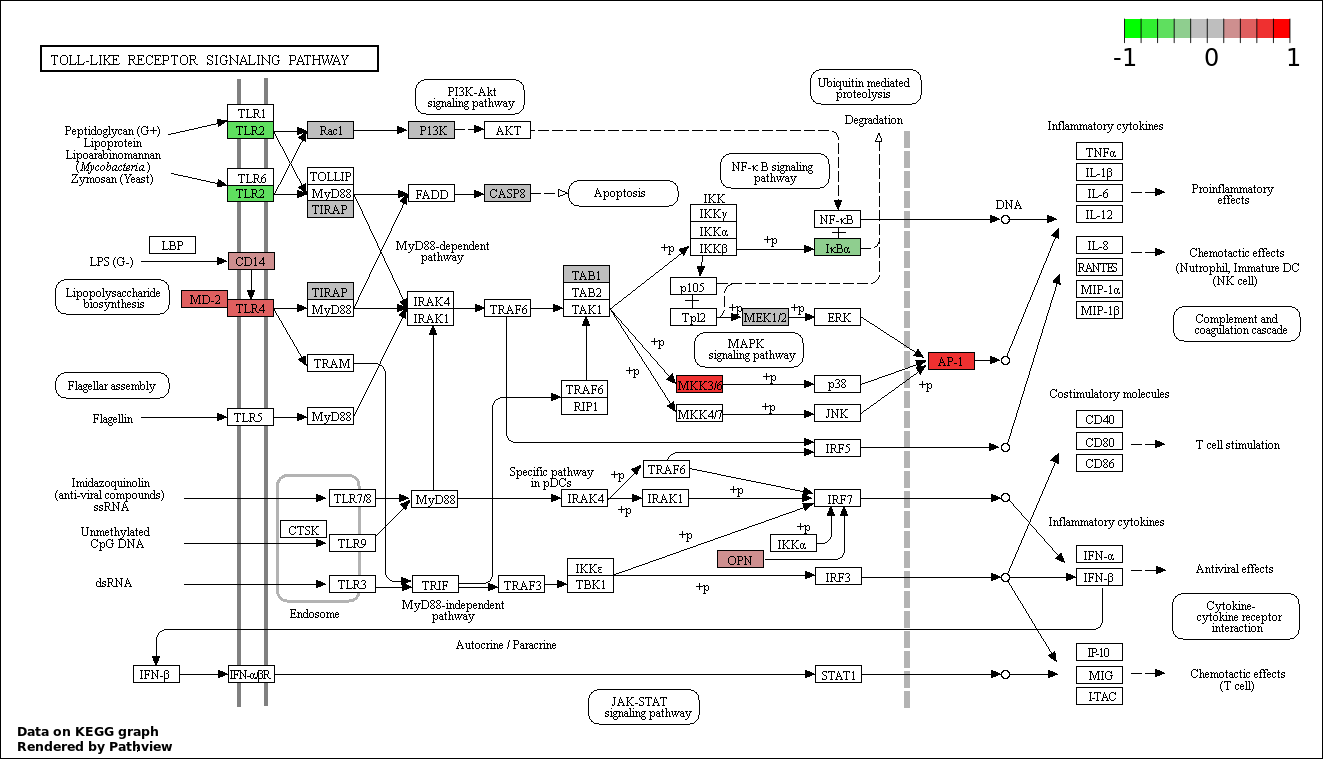 -1 0 1
TOLL-LIKE RECEPTOR SIGNALING PATHWAY
PI3K-Akt
signaling pathway
Ubiquitin mediated
proteolysis
Degradation
Peptidoglycan (G+)
Lipoprotein
Lipoarabinomannan
(Mycobacteria)
Zymosan (Yeast)
TLR1
TLR2
Rac1
PI3K
AKT
TLR6
TLR2
TOLLIP
MyD88
TIRAP
FADD
CASP8
Apoptosis
NF-κB signaling
pathway
IKK
IKKγ
IKKα
IKKβ
+p
+p
NF-κB
IκBα
DNA
Inflammatory cytokines
TNFα
IL-1β
IL-6
IL-12
Proinflammatory
effects
IL-8
RANTES
MIP-1α
MIP-1β
Chemotactic effects
(Nutrophil, Immature DC
(NK cell)
Complement and
coagulation cascade
LBP
LPS (G-)
CD14
MyD88-dependent
pathway
Lipopolysaccharide
biosynthesis
MD-2
TLR4
TIRAP
MyD88
IRAK4
IRAK1
TRAF6
TAB1
TAB2
TAK1
p105
Tpl2
+p
MEK1/2
+p
ERK
MAPK
signaling pathway
TRAM
+p
+p
MKK3/6
+p
p38
MKK4/7
+p
JNK
AP-1
+p
Flagellar assembly
Flagellin
TLR5
MyD88
TRAF6
RIP1
IRF5
Costimulatory molecules
CD40
CD80
CD86
T cell stimulation
Imidazoquinolin
(anti-viral compounds)
ssRNA
TLR7/8
MyD88
Specific pathway
in pDCs
IRAK4
+p
+p
TRAF6
IRAK1
+p
IRF7
Unmethylated
CpG DNA
CTSK
TLR9
+p
+p
IKKα
OPN
Inflammatory cytokines
IFN-α
IFN-β
Antiviral effects
dsRNA
TLR3
Endosome
TRIF
TRAF3
IKKε
TBK1
+p
IRF3
MyD88-independent
pathway
Cytokine-
cytokine receptor
interaction
Autocrine / Paracrine
IFN-β
IFN-αβR
STAT1
IP-10
MIG
I-TAC
Chemotactic effects
(T cell)
JAK-STAT
signaling pathway
Data on KEGG graph
Rendered by Pathview